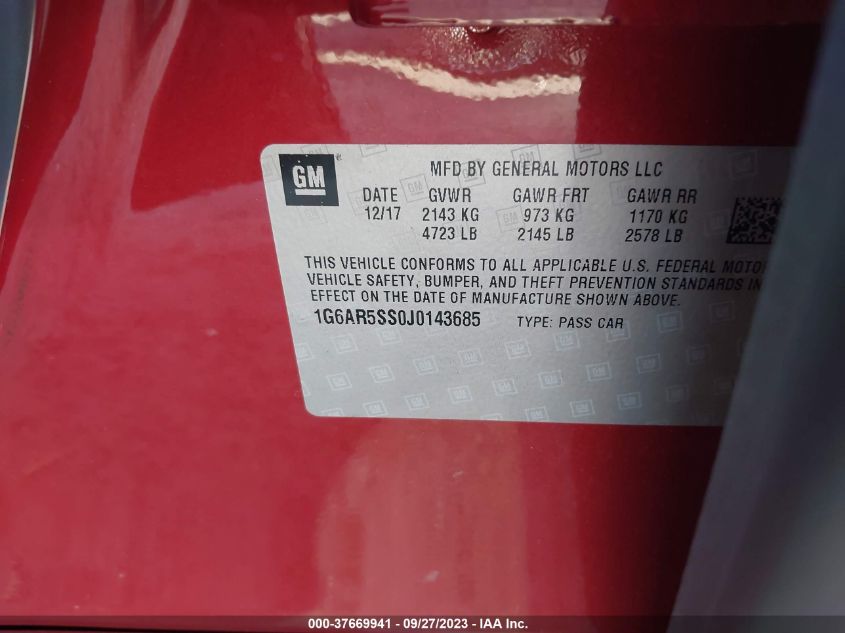 GM
MFD BY GENERAL MOTORS LLC
DATE GVWR GAWR FRT GAWR RR
12/17 2143 KG 973 KG 1170 KG
4723 LB 2145 LB 2578 LB
THIS VEHICLE CONFORMS TO ALL APPLICABLE U.S. FEDERAL MOTO
VEHICLE SAFETY, BUMPER, AND THEFT PREVENTION STANDARDS IN
EFFECT ON THE DATE OF MANUFACTURE SHOWN ABOVE.
1G6AR5SS0J0143685 TYPE: PASS CAR
000-37669941 - 09/27/2023 - IAA Inc.